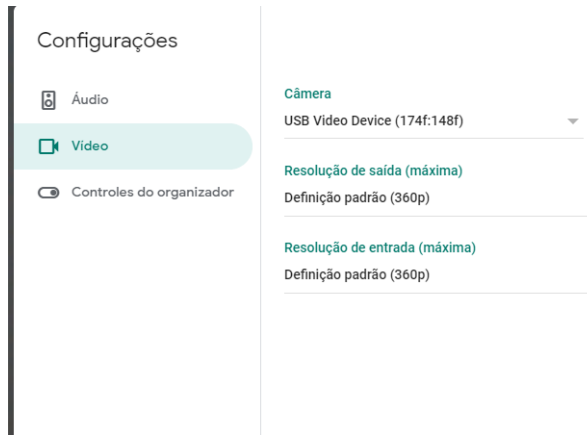 Configurações
Áudio
Vídeo
Controles do organizador
Câmera
USB Video Device (174f:148f)
Resolução de saída (máxima)
Definição padrão (360p)
Resolução de entrada (máxima)
Definição padrão (360p)